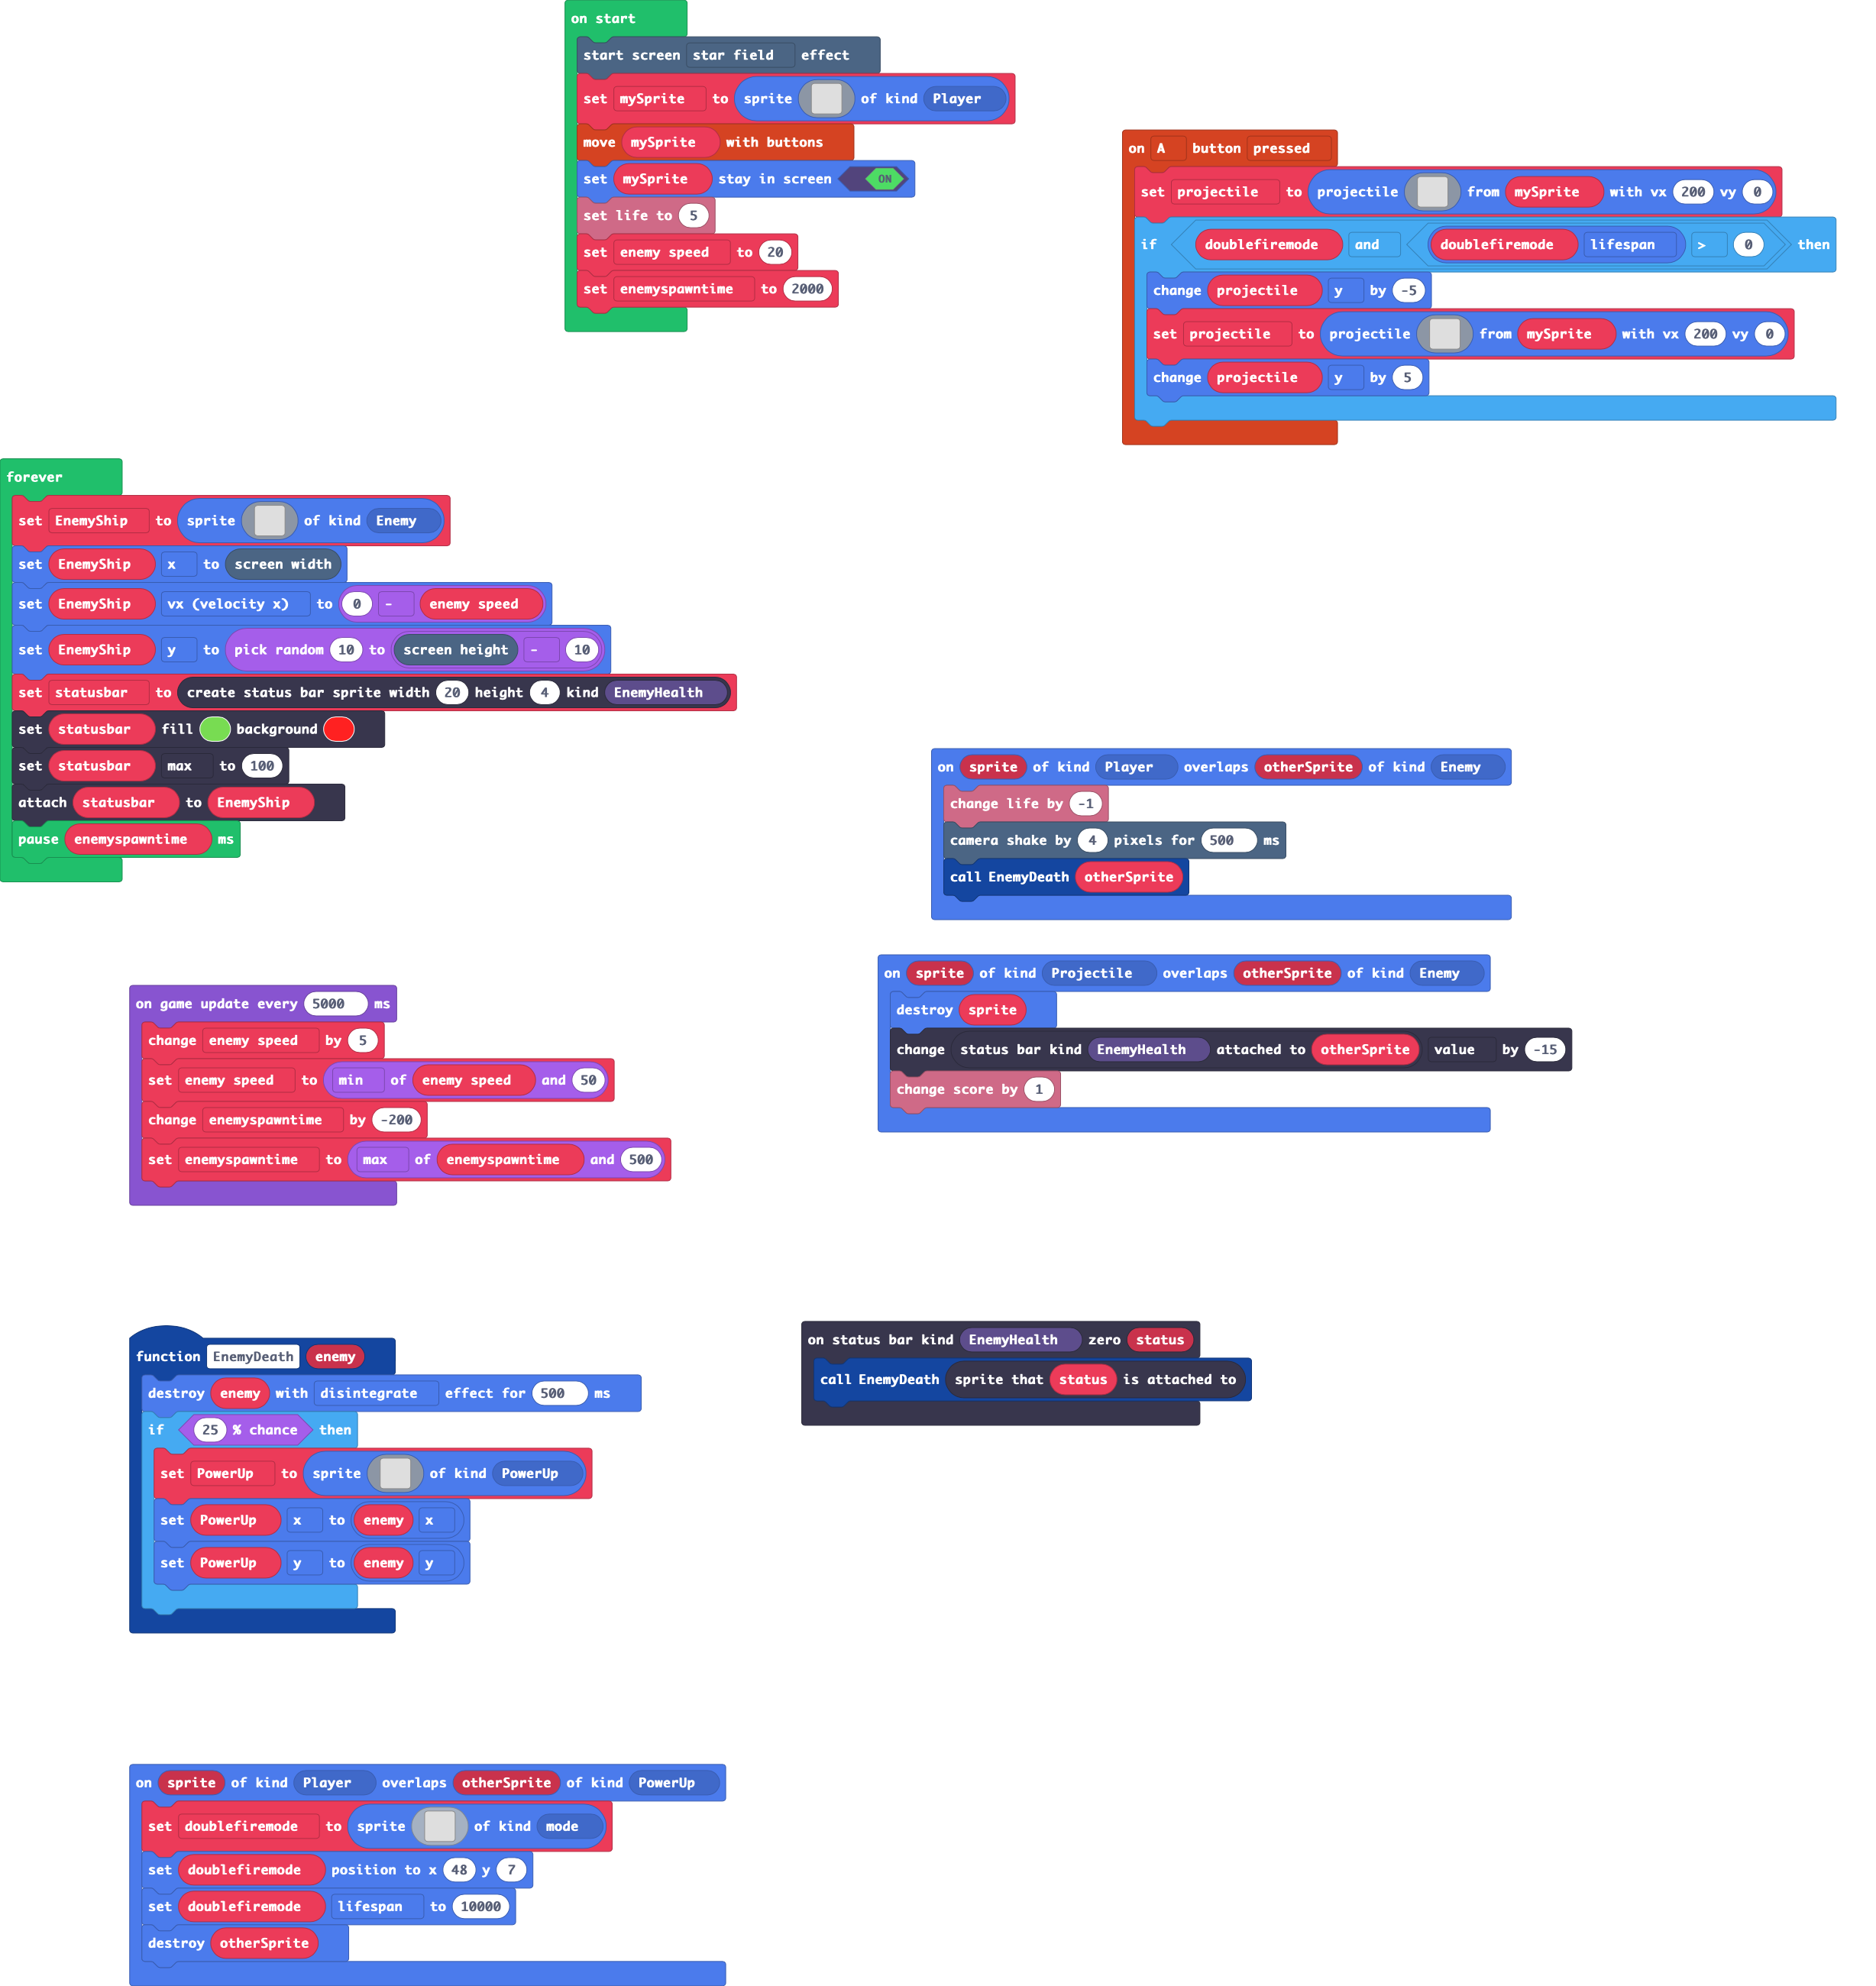 on start
start screen star field effect
set mySprite to sprite of kind Player
move mySprite with buttons
set mySprite stay in screen ON
set life to 5
set enemy speed to 20
set enemyspawntime to 2000
on A button pressed
set projectile to projectile from mySprite with vx 200 vy 0
if doublefiremode and doublefiremode lifespan > 0 then
change projectile y by -5
set projectile to projectile from mySprite with vx 200 vy 0
change projectile y by 5
forever
set EnemyShip to sprite of kind Enemy
set EnemyShip x to screen width
set EnemyShip vx (velocity x) to 0 - enemy speed
set EnemyShip y to pick random 10 to screen height - 10
set statusbar to create status bar sprite width 20 height 4 kind EnemyHealth
set statusbar fill background
set statusbar max to 100
attach statusbar to EnemyShip
pause enemyspawntime ms
on sprite of kind Player overlaps otherSprite of kind Enemy
change life by -1
camera shake by 4 pixels for 500 ms
call EnemyDeath otherSprite
on sprite of kind Projectile overlaps otherSprite of kind Enemy
destroy sprite
change status bar kind EnemyHealth attached to otherSprite value by -15
change score by 1
on game update every 5000 ms
change enemy speed by 5
set enemy speed to min of enemy speed and 50
change enemyspawntime by -200
set enemyspawntime to max of enemyspawntime and 500
function EnemyDeath enemy
destroy enemy with disintegrate effect for 500 ms
if 25 % chance then
set PowerUp to sprite of kind PowerUp
set PowerUp x to enemy x
set PowerUp y to enemy y
on status bar kind EnemyHealth zero status
call EnemyDeath sprite that status is attached to
on sprite of kind Player overlaps otherSprite of kind PowerUp
set doublefiremode to sprite of kind mode
set doublefiremode position to x 48 y 7
set doublefiremode lifespan to 10000
destroy otherSprite